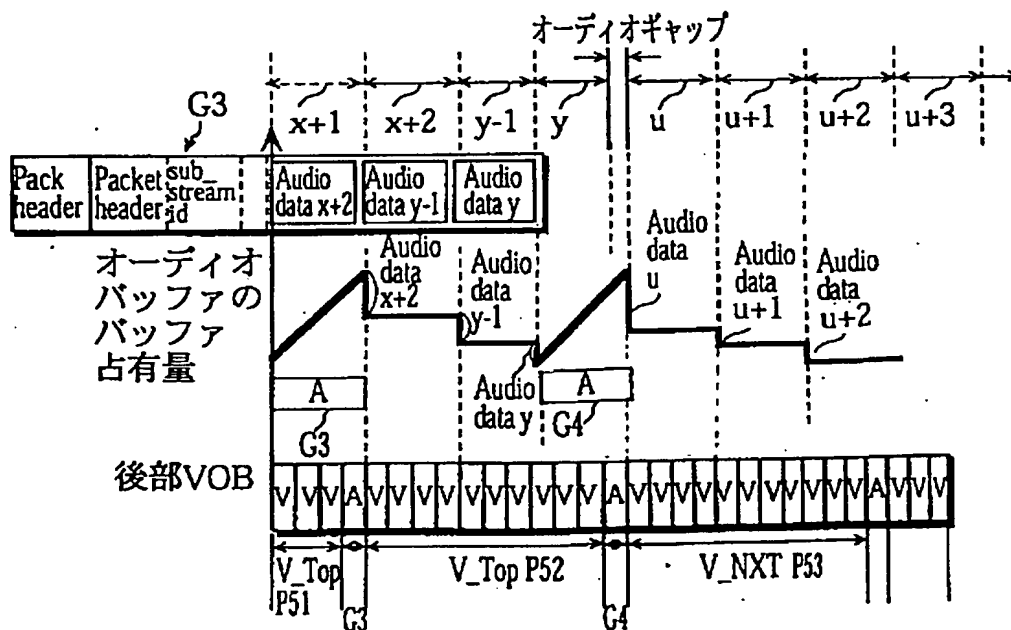 オーディオギャップ
x+1 x+2 y-1 y u u+1 u+2 u+3
G3
Pack header
Packet header
sub_stream id
Audio data x+2
Audio data y-1
Audio data y
オーディオ
バッファの
バッファ
占有量
Audio data x+2
Audio data y-1
Audio data y
Audio data u
Audio data u+1
Audio data u+2
A
G3
A
G4
後部VOB
V V V A V V V V V V V V V V A V V V V V V V V V V A V V V
V_Top P51
G3
V_Top P52
G4
V_NXT P53